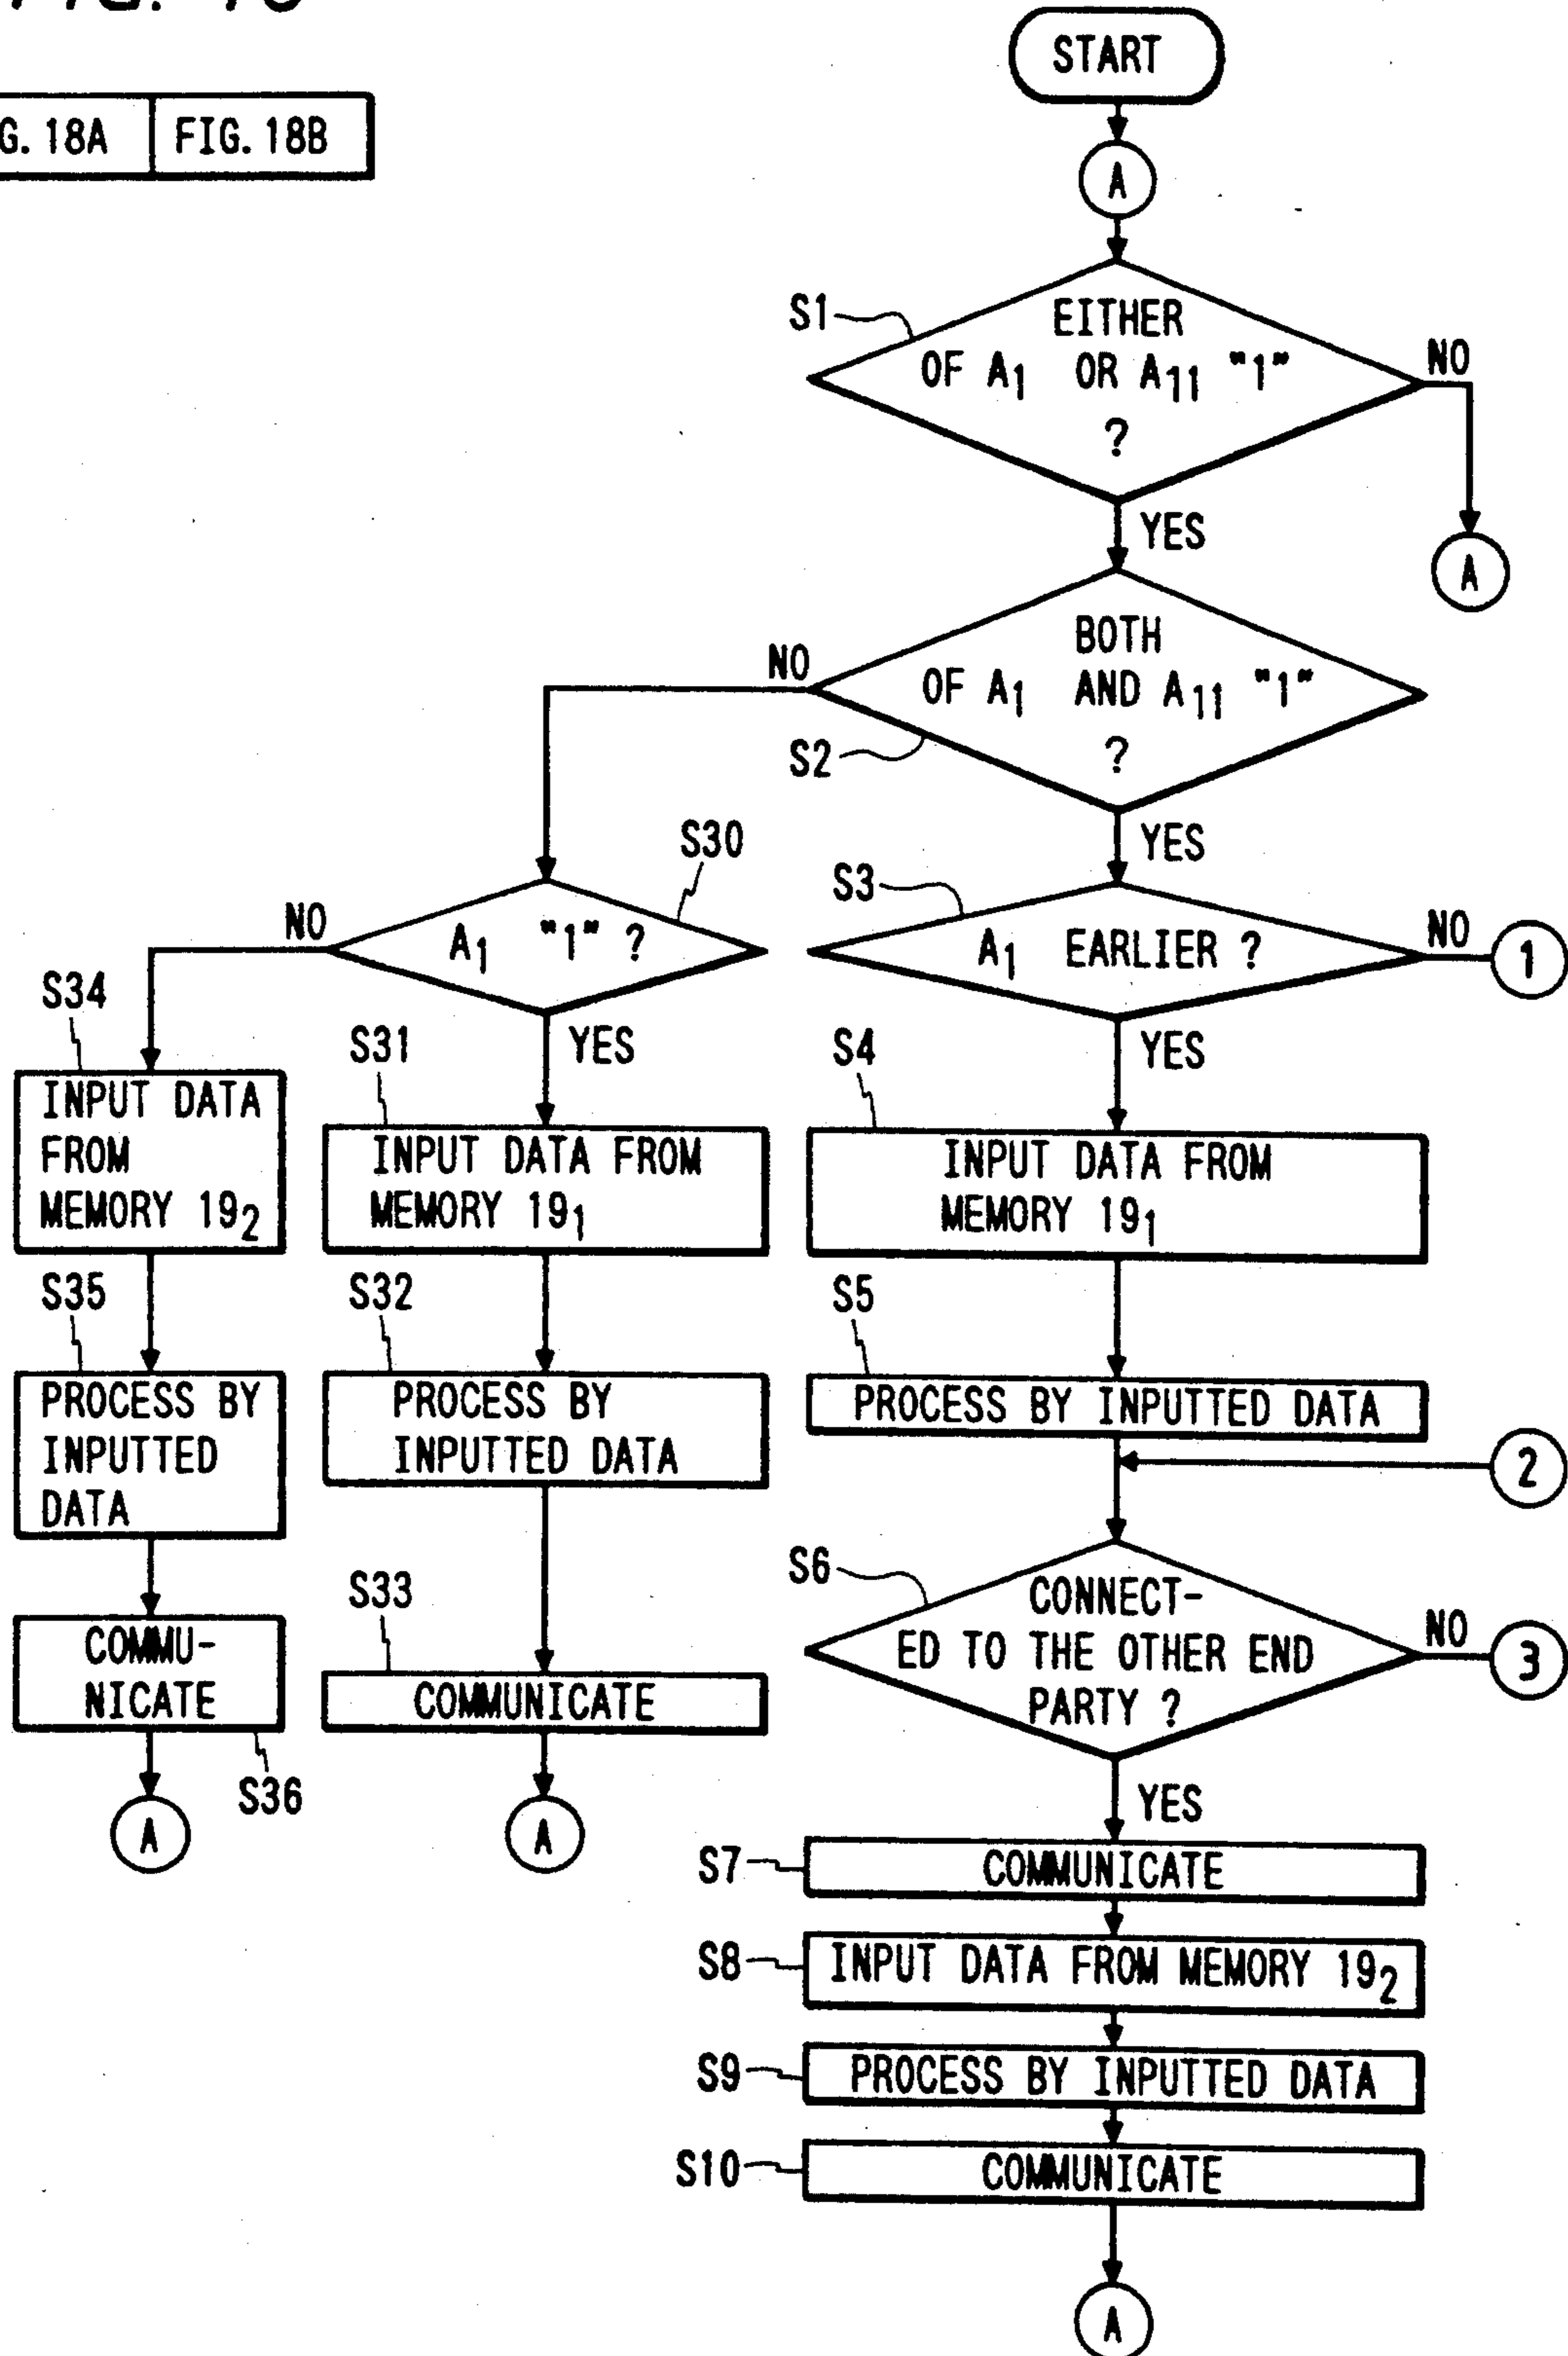 G. 18A
FIG. 18B
START
A
S1
EITHER
OF A₁ OR A₁₁ "1"
?
NO
A
YES
S2
BOTH
OF A₁ AND A₁₁ "1"
?
NO
YES
S30
A₁ "1" ?
NO
YES
S3
A₁ EARLIER ?
NO
1
YES
S34
INPUT DATA
FROM
MEMORY 19₂
S31
INPUT DATA FROM
MEMORY 19₁
S4
INPUT DATA FROM
MEMORY 19₁
S35
PROCESS BY
INPUTTED
DATA
S32
PROCESS BY
INPUTTED DATA
S5
PROCESS BY INPUTTED DATA
2
S36
COMMU-
NICATE
A
S33
COMMUNICATE
A
S6
CONNECT-
ED TO THE OTHER END
PARTY ?
NO
3
YES
S7
COMMUNICATE
S8
INPUT DATA FROM MEMORY 19₂
S9
PROCESS BY INPUTTED DATA
S10
COMMUNICATE
A